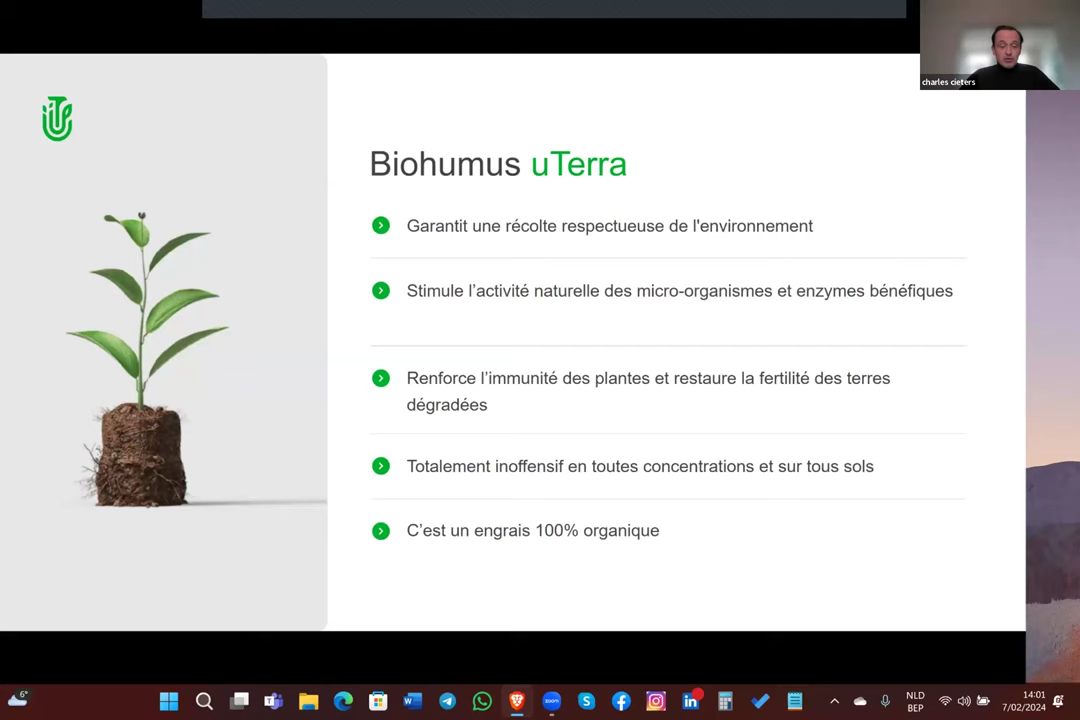 charles cieters
Biohumus uTerra
Garantit une récolte respectueuse de l'environnement
Stimule l’activité naturelle des micro-organismes et enzymes bénéfiques
Renforce l’immunité des plantes et restaure la fertilité des terres
dégradées
Totalement inoffensif en toutes concentrations et sur tous sols
C’est un engrais 100% organique
6°
zoom
NLD
BEP
14:01
7/02/2024